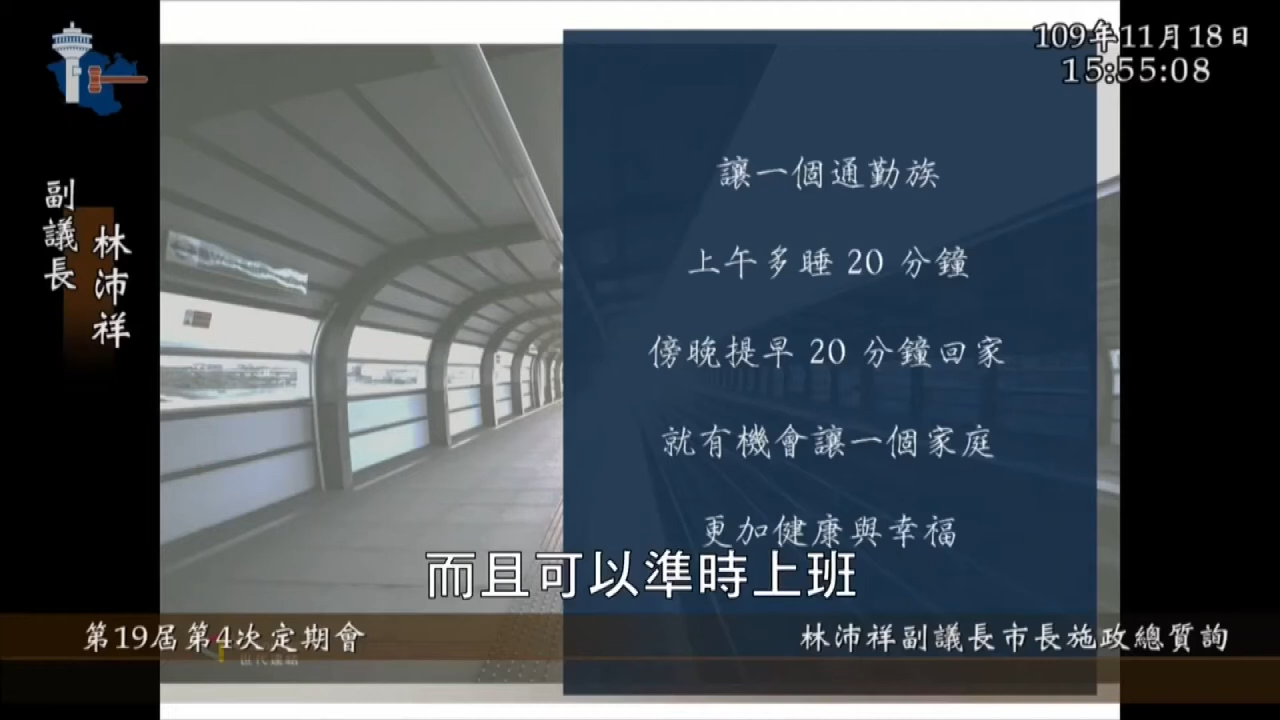 109年11月18日
15:55:08
副議長
林沛祥
讓一個通勤族
上午多睡 20 分鐘
傍晚提早 20 分鐘回家
就有機會讓一個家庭
更加健康與幸福
而且可以準時上班
第19屆第4次定期會
林沛祥副議長市長施政總質詢